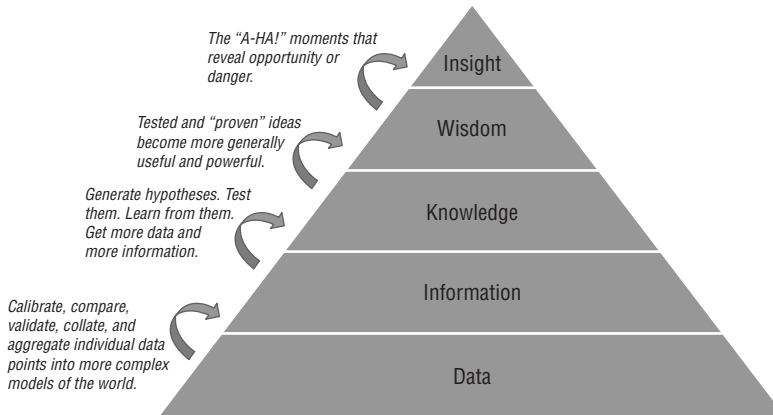 The “A-HA!” moments that
reveal opportunity or
danger.
Insight
Tested and “proven” ideas
become more generally
useful and powerful.
Wisdom
Generate hypotheses. Test
them. Learn from them.
Get more data and
more information.
Knowledge
Information
Calibrate, compare,
validate, collate, and
aggregate individual data
points into more complex
models of the world.
Data